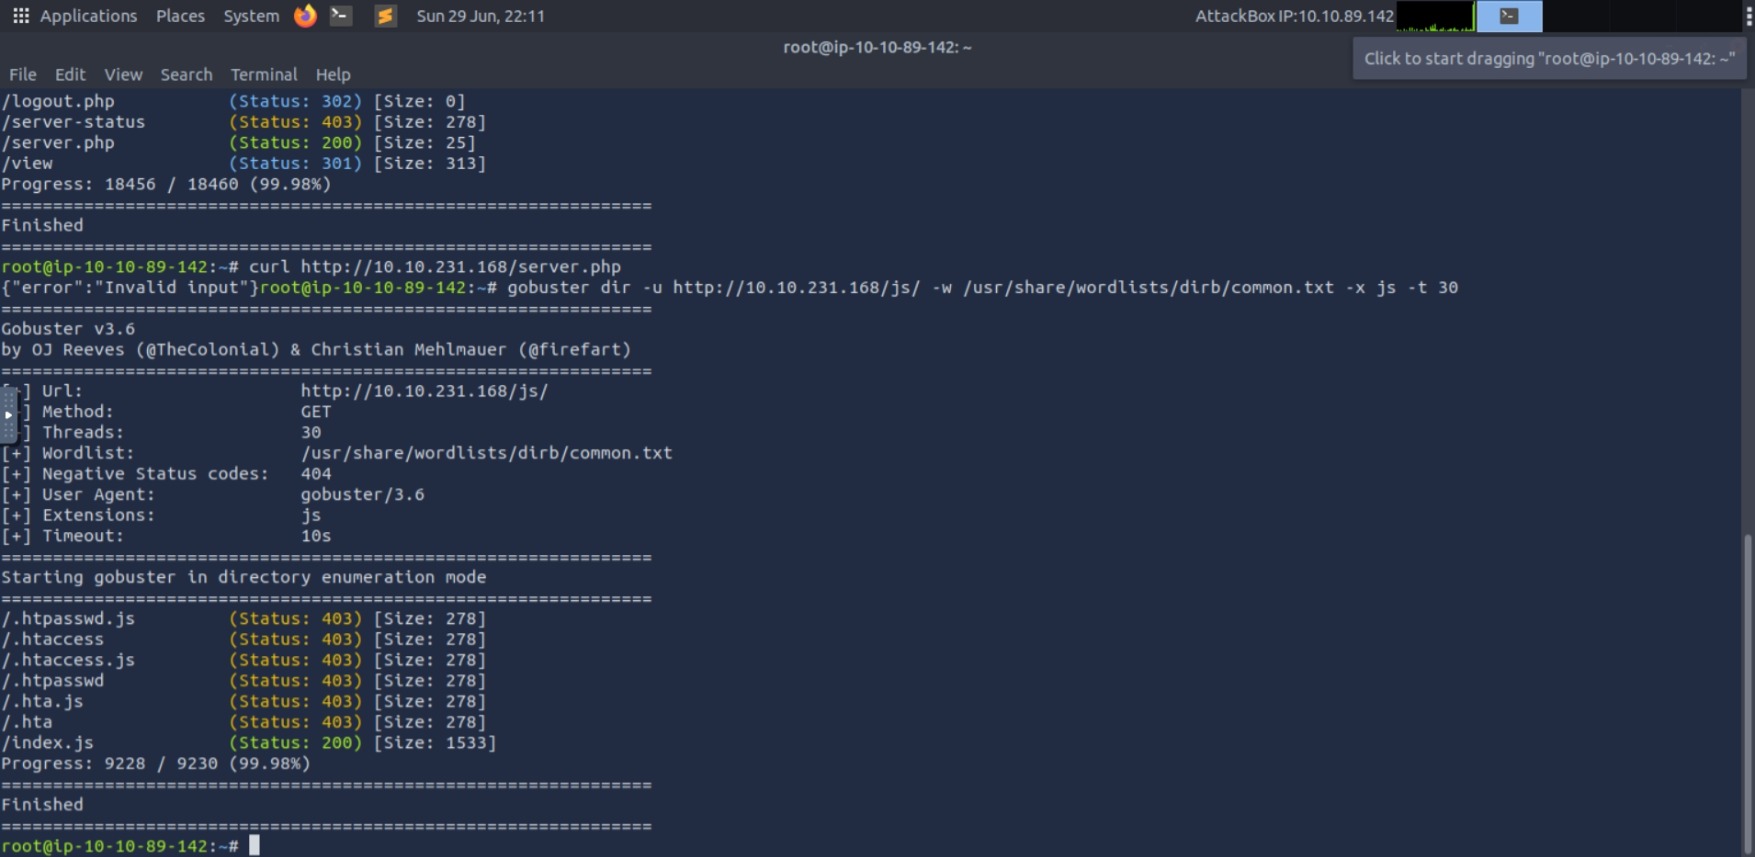 Applications Places System Sun 29 Jun, 22:11 AttackBox IP:10.10.89.142
root@ip-10-10-89-142: ~
Click to start dragging "root@ip-10-10-89-142: ~"
File Edit View Search Terminal Help
/logout.php (Status: 302) [Size: 0]
/server-status (Status: 403) [Size: 278]
/server.php (Status: 200) [Size: 25]
/view (Status: 301) [Size: 313]
Progress: 18456 / 18460 (99.98%)
===============================================================
Finished
===============================================================
root@ip-10-10-89-142:~# curl http://10.10.231.168/server.php
{"error":"Invalid input"}root@ip-10-10-89-142:~# gobuster dir -u http://10.10.231.168/js/ -w /usr/share/wordlists/dirb/common.txt -x js -t 30
===============================================================
Gobuster v3.6
by OJ Reeves (@TheColonial) & Christian Mehlmauer (@firefart)
===============================================================
] Url: http://10.10.231.168/js/
] Method: GET
] Threads: 30
[+] Wordlist: /usr/share/wordlists/dirb/common.txt
[+] Negative Status codes: 404
[+] User Agent: gobuster/3.6
[+] Extensions: js
[+] Timeout: 10s
===============================================================
Starting gobuster in directory enumeration mode
===============================================================
/.htpasswd.js (Status: 403) [Size: 278]
/.htaccess (Status: 403) [Size: 278]
/.htaccess.js (Status: 403) [Size: 278]
/.htpasswd (Status: 403) [Size: 278]
/.hta.js (Status: 403) [Size: 278]
/.hta (Status: 403) [Size: 278]
/index.js (Status: 200) [Size: 1533]
Progress: 9228 / 9230 (99.98%)
===============================================================
Finished
===============================================================
root@ip-10-10-89-142:~#